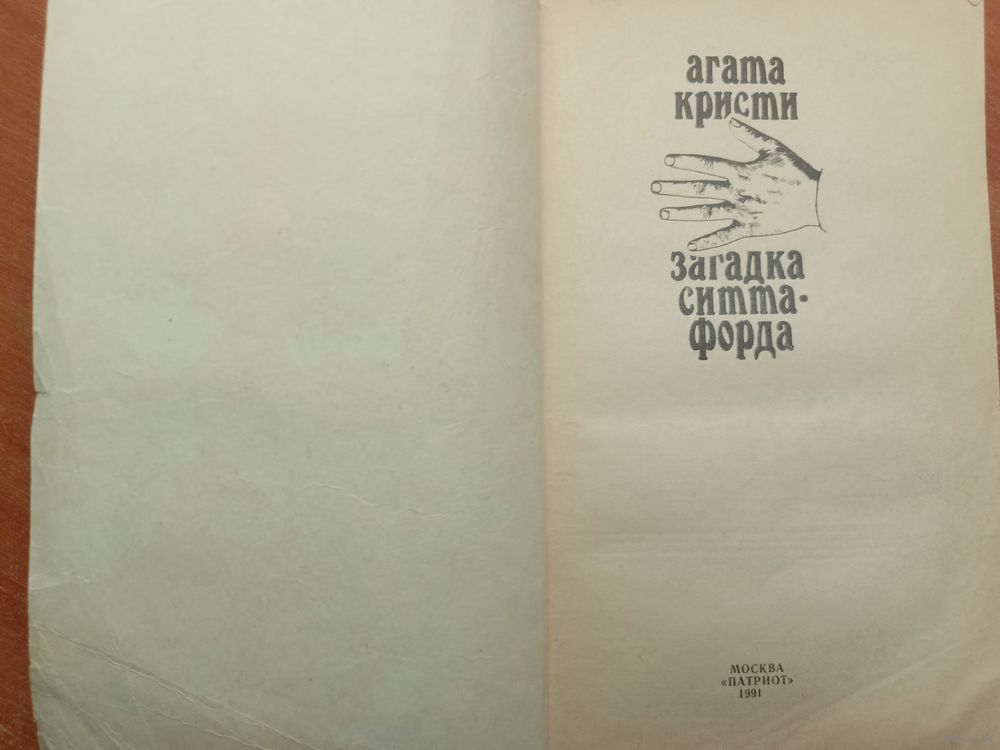 агата
кристи
загадка
ситта-
форда
МОСКВА
«ПАТРИОТ»
1991